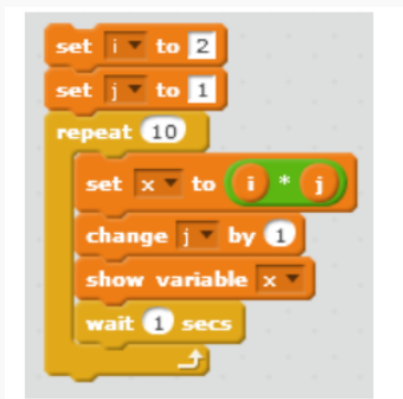 set i to 2
set j to 1
repeat 10
set x to i * j
change j by 1
show variable x
wait 1 secs